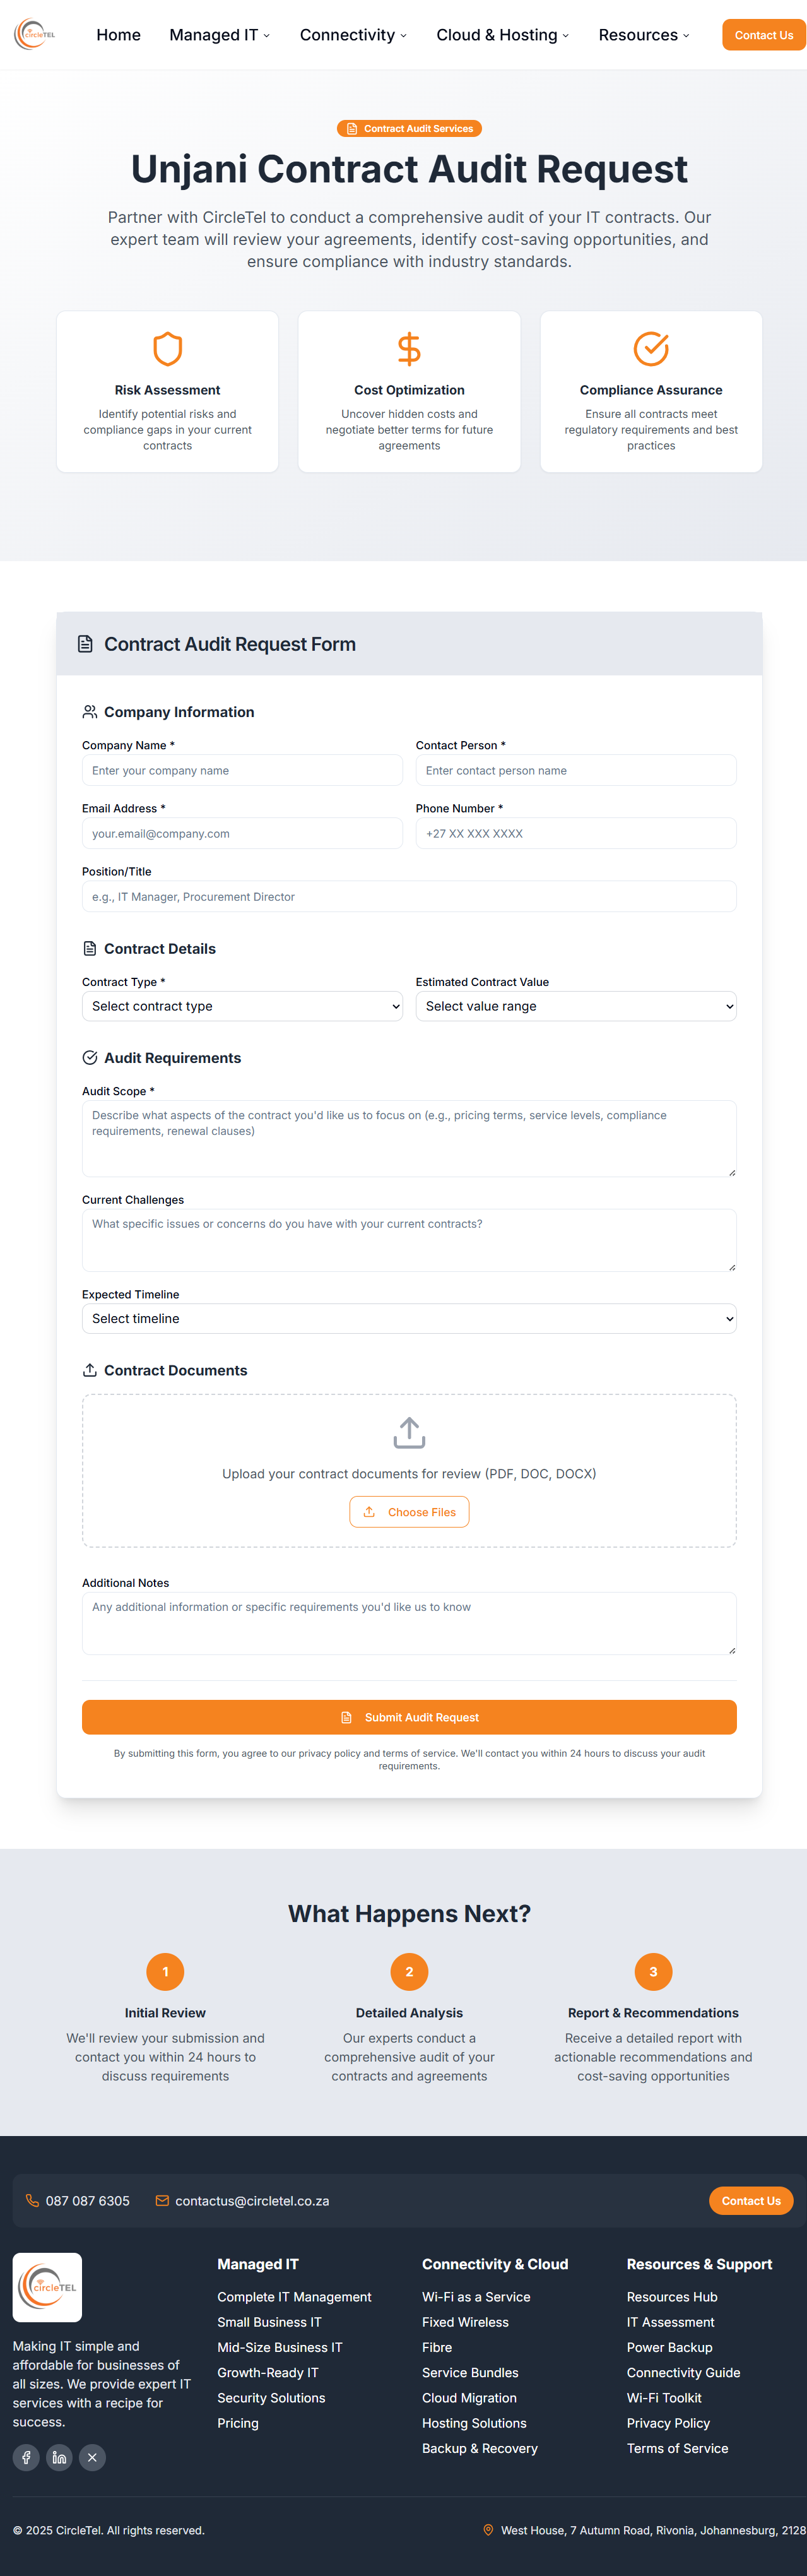 circleTEL
Home
Managed IT
Connectivity
Cloud & Hosting
Resources
Contact Us
Contract Audit Services
Unjani Contract Audit Request
Partner with CircleTel to conduct a comprehensive audit of your IT contracts. Our
expert team will review your agreements, identify cost-saving opportunities, and
ensure compliance with industry standards.
Risk Assessment
Identify potential risks and
compliance gaps in your current
contracts
Cost Optimization
Uncover hidden costs and
negotiate better terms for future
agreements
Compliance Assurance
Ensure all contracts meet
regulatory requirements and best
practices
Contract Audit Request Form
Company Information
Company Name *
Enter your company name
Contact Person *
Enter contact person name
Email Address *
your.email@company.com
Phone Number *
+27 XX XXX XXXX
Position/Title
e.g., IT Manager, Procurement Director
Contract Details
Contract Type *
Select contract type
Estimated Contract Value
Select value range
Audit Requirements
Audit Scope *
Describe what aspects of the contract you'd like us to focus on (e.g., pricing terms, service levels, compliance
requirements, renewal clauses)
Current Challenges
What specific issues or concerns do you have with your current contracts?
Expected Timeline
Select timeline
Contract Documents
Upload your contract documents for review (PDF, DOC, DOCX)
Choose Files
Additional Notes
Any additional information or specific requirements you'd like us to know
Submit Audit Request
By submitting this form, you agree to our privacy policy and terms of service. We'll contact you within 24 hours to discuss your audit
requirements.
What Happens Next?
1
Initial Review
We'll review your submission and
contact you within 24 hours to
discuss requirements
2
Detailed Analysis
Our experts conduct a
comprehensive audit of your
contracts and agreements
3
Report & Recommendations
Receive a detailed report with
actionable recommendations and
cost-saving opportunities
087 087 6305
contactus@circletel.co.za
Contact Us
circleTEL
Making IT simple and
affordable for businesses of
all sizes. We provide expert IT
services with a recipe for
success.
Managed IT
Complete IT Management
Small Business IT
Mid-Size Business IT
Growth-Ready IT
Security Solutions
Pricing
Connectivity & Cloud
Wi-Fi as a Service
Fixed Wireless
Fibre
Service Bundles
Cloud Migration
Hosting Solutions
Backup & Recovery
Resources & Support
Resources Hub
IT Assessment
Power Backup
Connectivity Guide
Wi-Fi Toolkit
Privacy Policy
Terms of Service
© 2025 CircleTel. All rights reserved.
West House, 7 Autumn Road, Rivonia, Johannesburg, 2128